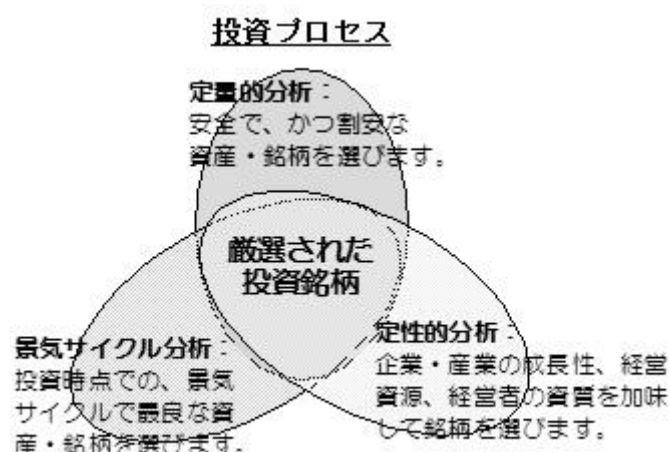 投資プロセス
定量的分析：
安全で、かつ割安な
資産・銘柄を選びます。
厳選された
投資銘柄
景気サイクル分析：
投資時点での、景気
サイクルで最良な資
産・銘柄を選びます。
定性的分析：
企業・産業の成長性、経営
資源、経営者の資質を加味
して銘柄を選びます。